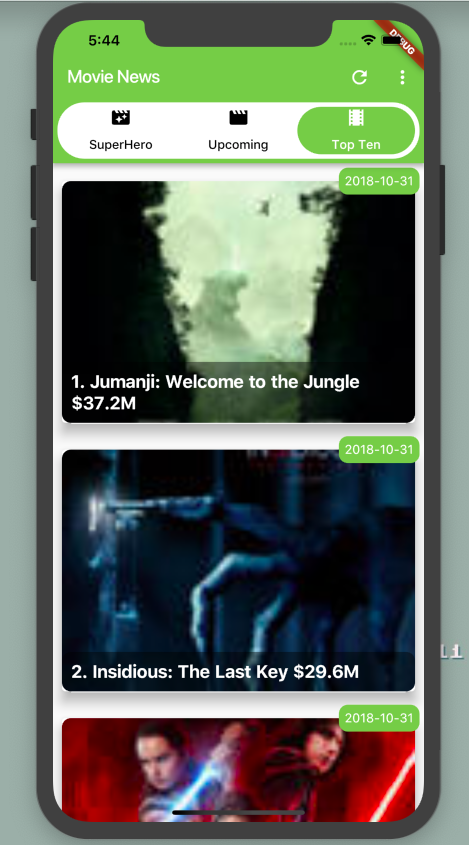 5:44
DEBUG
Movie News
SuperHero
Upcoming
Top Ten
2018-10-31
1. Jumanji: Welcome to the Jungle
$37.2M
2018-10-31
2. Insidious: The Last Key $29.6M
2018-10-31